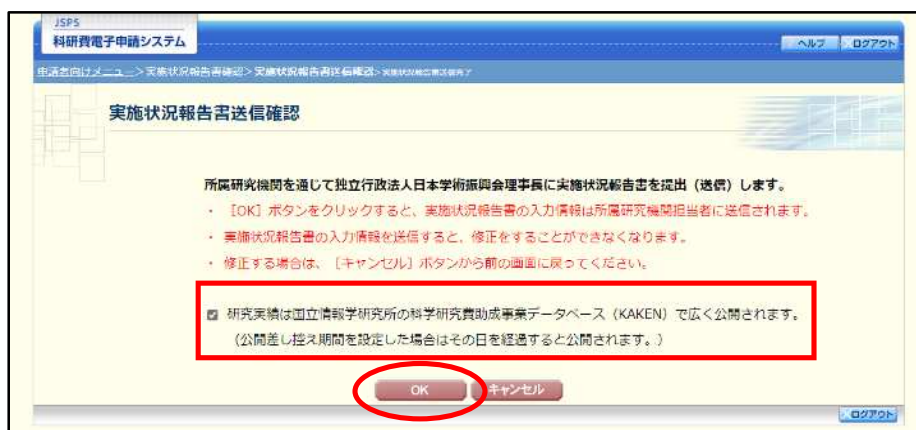 JSPS
科研費電子申請システム
ヘルプ ログアウト
申請者向けメニュー>実施状況報告書確認>実施状況報告書送信確認>実施状況報告書送信完了
実施状況報告書送信確認
所属研究機関を通じて独立行政法人日本学術振興会理事長に実施状況報告書を提出（送信）します。
・ ［OK］ボタンをクリックすると、実施状況報告書の入力情報は所属研究機関担当者に送信されます。
・ 実施状況報告書の入力情報を送信すると、修正をすることができなくなります。
・ 修正する場合は、［キャンセル］ボタンから前の画面に戻ってください。
研究実績は国立情報学研究所の科学研究費助成事業データベース（KAKEN）で広く公開されます。
（公開差し控え期間を設定した場合はその日を経過すると公開されます。）
OK キャンセル
ログアウト